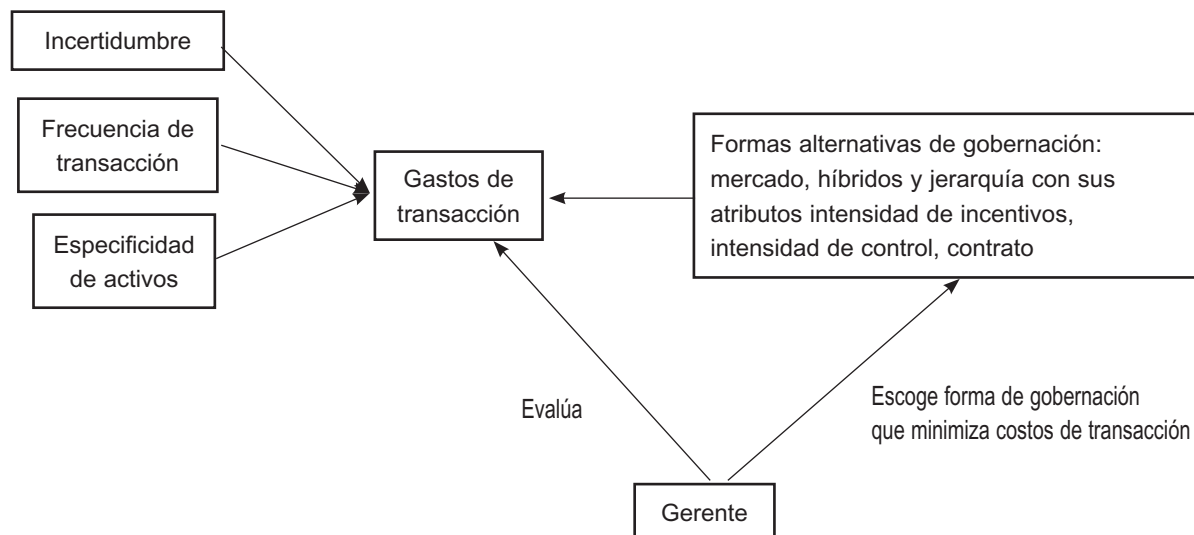 Incertidumbre
Frecuencia de
transacción
Especificidad
de activos
Gastos de
transacción
Formas alternativas de gobernación:
mercado, híbridos y jerarquía con sus
atributos intensidad de incentivos,
intensidad de control, contrato
Evalúa
Escoge forma de gobernación
que minimiza costos de transacción
Gerente